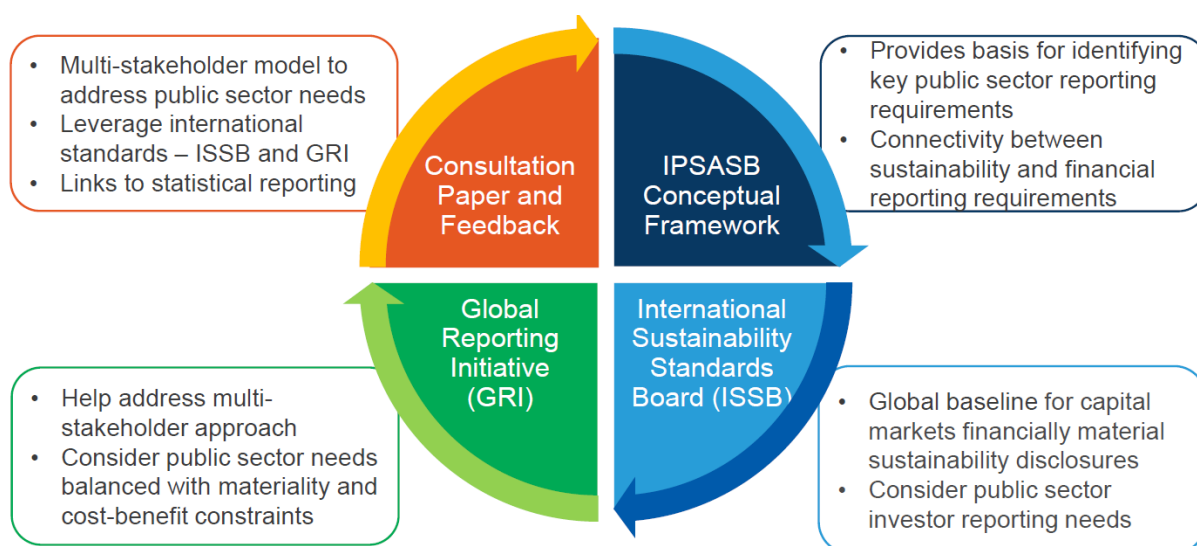 • Multi-stakeholder model to
address public sector needs
• Leverage international
standards – ISSB and GRI
• Links to statistical reporting
Consultation
Paper and
Feedback
IPSASB
Conceptual
Framework
• Provides basis for identifying
key public sector reporting
requirements
• Connectivity between
sustainability and financial
reporting requirements
• Help address multi-
stakeholder approach
• Consider public sector needs
balanced with materiality and
cost-benefit constraints
Global
Reporting
Initiative
(GRI)
International
Sustainability
Standards
Board (ISSB)
• Global baseline for capital
markets financially material
sustainability disclosures
• Consider public sector
investor reporting needs